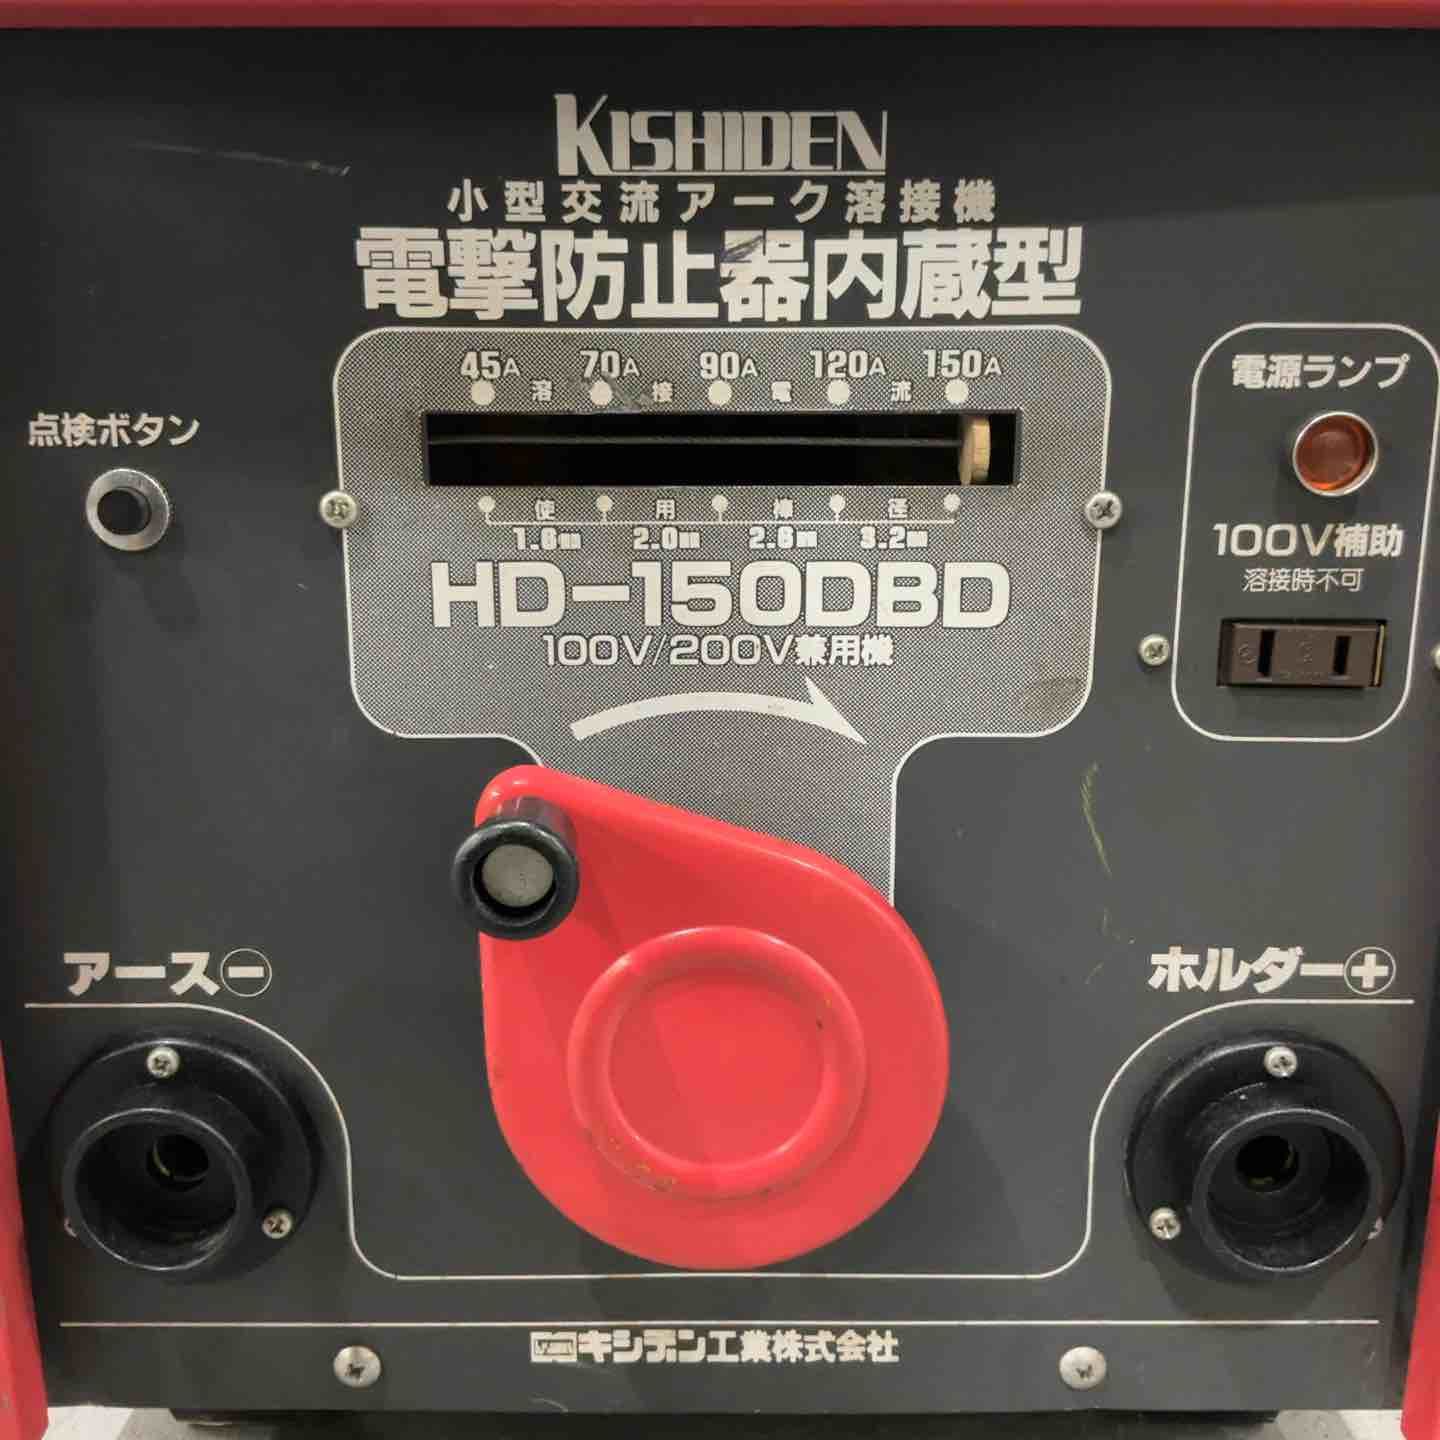 KISHIDEN
小型交流アーク溶接機
電撃防止器内蔵型
45A 70A 90A 120A 150A
溶接電流
使用棒径
1.6mm 2.0mm 2.6mm 3.2mm
HD-150DBD
100V/200V兼用機
点検ボタン
電源ランプ
100V補助
溶接時不可
アース⊖
ホルダー⊕
キシデン工業株式会社